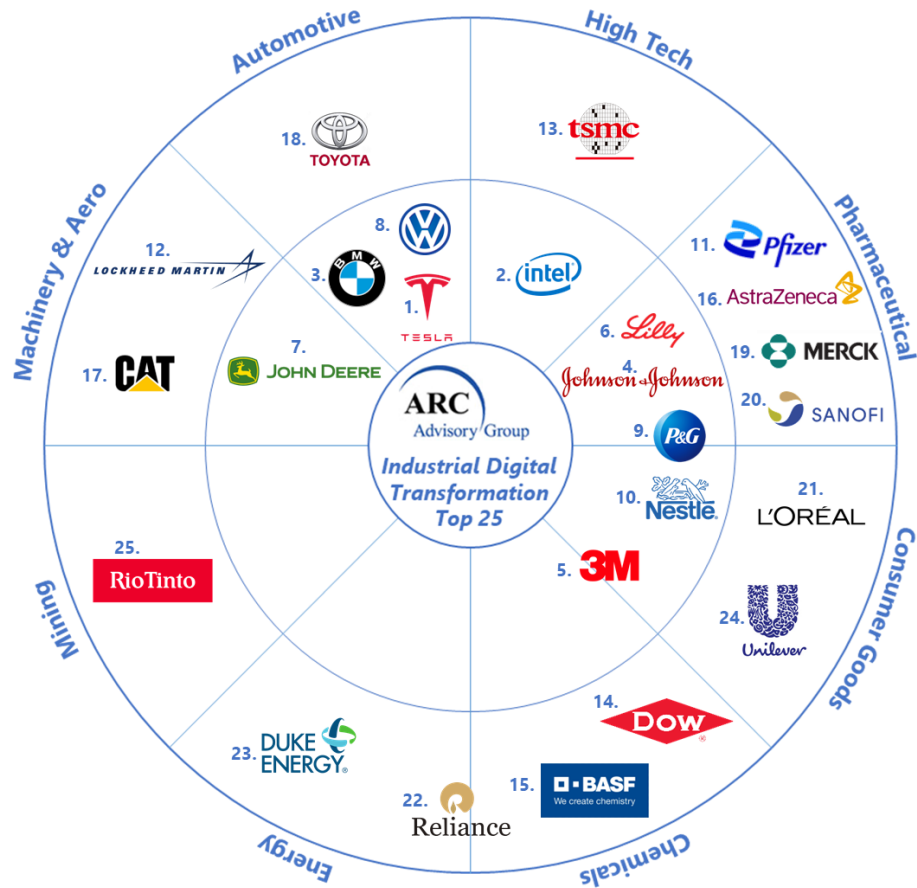 Automotive
High Tech
Machinery & Aero
Pharmaceutical
Mining
Consumer Goods
Energy
Chemicals
18.
TOYOTA
13.
tsmc
12.
LOCKHEED MARTIN
8.
VW
3.
BMW
1.
TESLA
2.
intel
11.
Pfizer
16.
AstraZeneca
6.
Lilly
19.
MERCK
17.
CAT
7.
JOHN DEERE
4.
Johnson & Johnson
20.
SANOFI
9.
P&G
ARC
Advisory Group
Industrial Digital
Transformation
Top 25
10.
Nestlé®
21.
L'ORÉAL
25.
RioTinto
5.
3M
24.
Unilever
14.
DOW
®
23.
DUKE
ENERGY®
15.
BASF
We create chemistry
22.
Reliance